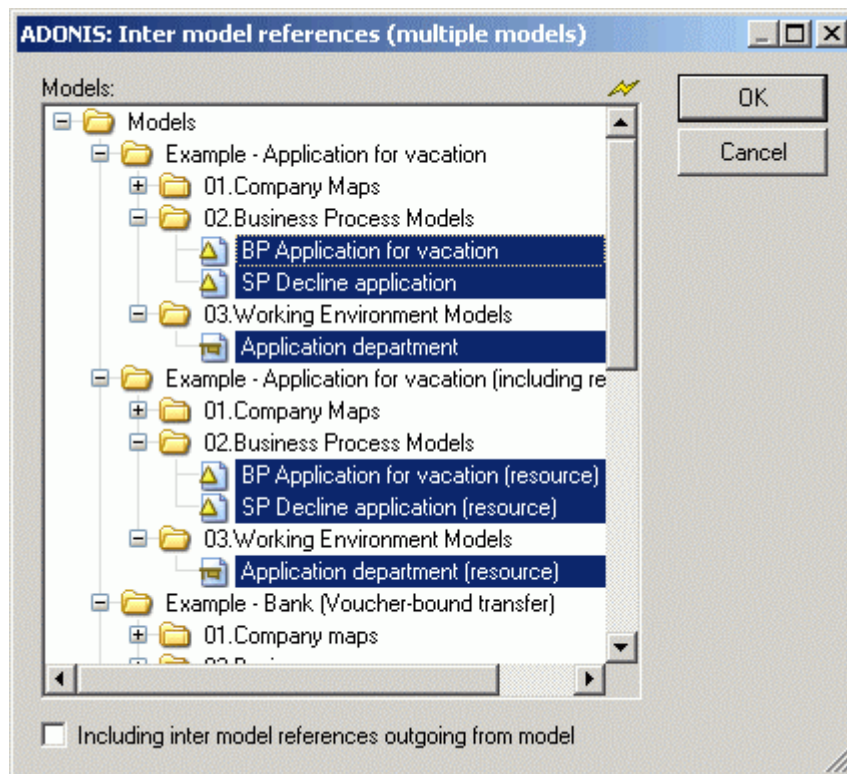 ADONIS: Inter model references (multiple models)
Models:
OK
Cancel
Models
Example - Application for vacation
01.Company Maps
02.Business Process Models
BP Application for vacation
SP Decline application
03.Working Environment Models
Application department
Example - Application for vacation (including re
01.Company Maps
02.Business Process Models
BP Application for vacation (resource)
SP Decline application (resource)
03.Working Environment Models
Application department (resource)
Example - Bank (Voucher-bound transfer)
01.Company maps
Including inter model references outgoing from model